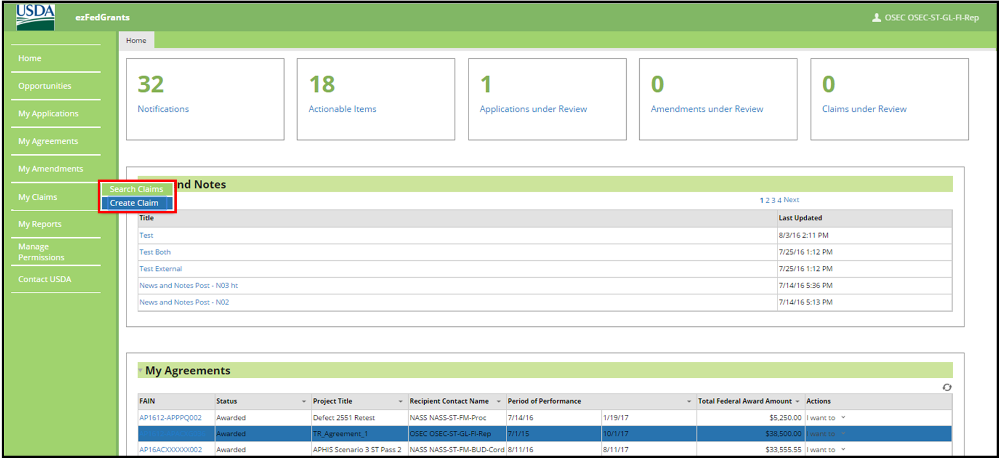 USDA
ezFedGrants
OSEC OSEC-ST-GL-FI-Rep
Home
Home
Opportunities
My Applications
My Agreements
My Amendments
My Claims
Search Claims
Create Claim
My Reports
Manage
Permissions
Contact USDA
32
Notifications
18
Actionable Items
1
Applications under Review
0
Amendments under Review
0
Claims under Review
nd Notes
1 2 3 4 Next
Title Last Updated
Test 8/3/16 2:11 PM
Test Both 7/25/16 1:12 PM
Test External 7/25/16 1:12 PM
News and Notes Post - N03 ht 7/14/16 5:36 PM
News and Notes Post - N02 7/14/16 5:13 PM
My Agreements
FAIN Status Project Title Recipient Contact Name Period of Performance Total Federal Award Amount Actions
AP1612-APPPQ002 Awarded Defect 2551 Retest NASS NASS-ST-FM-Proc 7/14/16 1/19/17 $5,250.00 I want to
Awarded TR_Agreement_1 OSEC OSEC-ST-GL-FI-Rep 7/1/15 10/1/17 $38,500.00 I want to
AP16ACXXXXXX002 Awarded APHIS Scenario 3 ST Pass 2 NASS NASS-ST-FM-BUD-Cord 8/11/16 8/11/17 $33,555.55 I want to